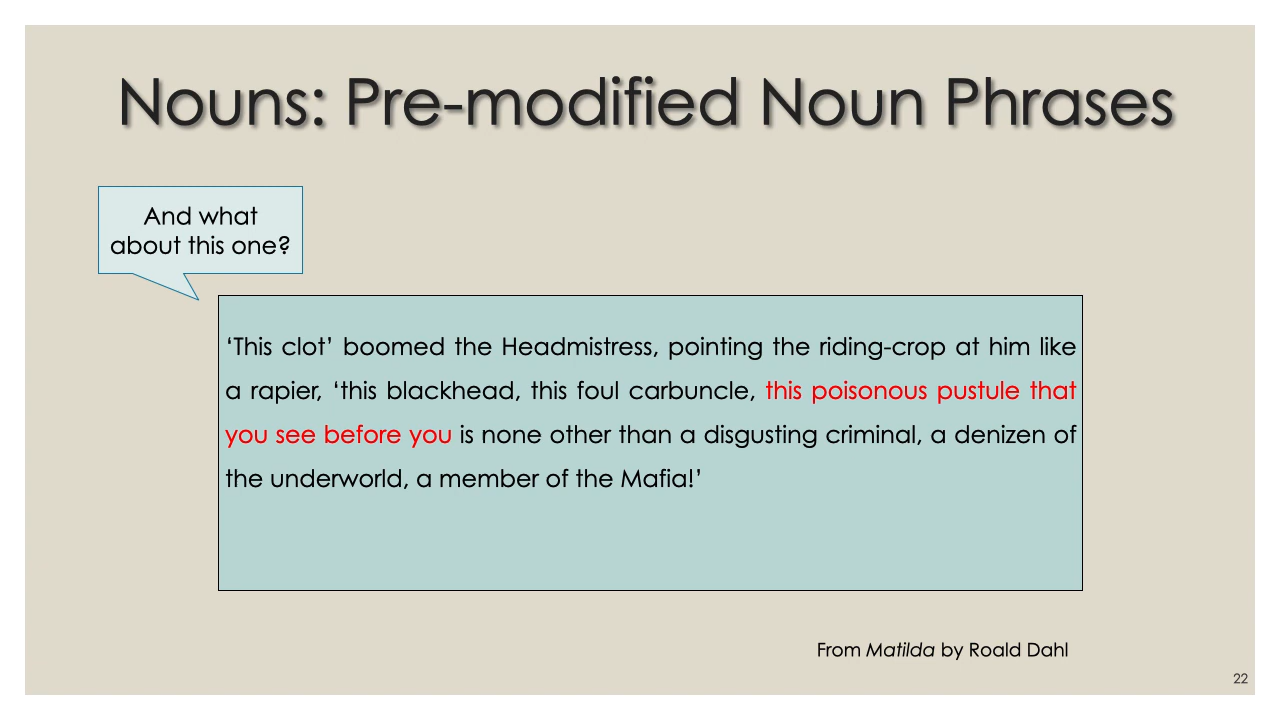 Nouns: Pre-modified Noun Phrases
And what
about this one?
‘This clot’ boomed the Headmistress, pointing the riding-crop at him like
a rapier, ‘this blackhead, this foul carbuncle, this poisonous pustule that
you see before you is none other than a disgusting criminal, a denizen of
the underworld, a member of the Mafia!’
From Matilda by Roald Dahl
22